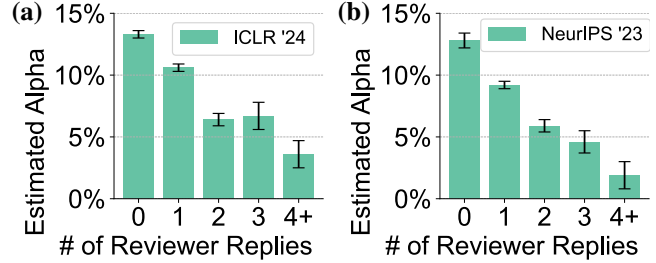 (a)
15%
10%
5%
0%
Estimated Alpha
ICLR '24
0 1 2 3 4+
# of Reviewer Replies
(b)
15%
10%
5%
0%
Estimated Alpha
NeurIPS '23
0 1 2 3 4+
# of Reviewer Replies